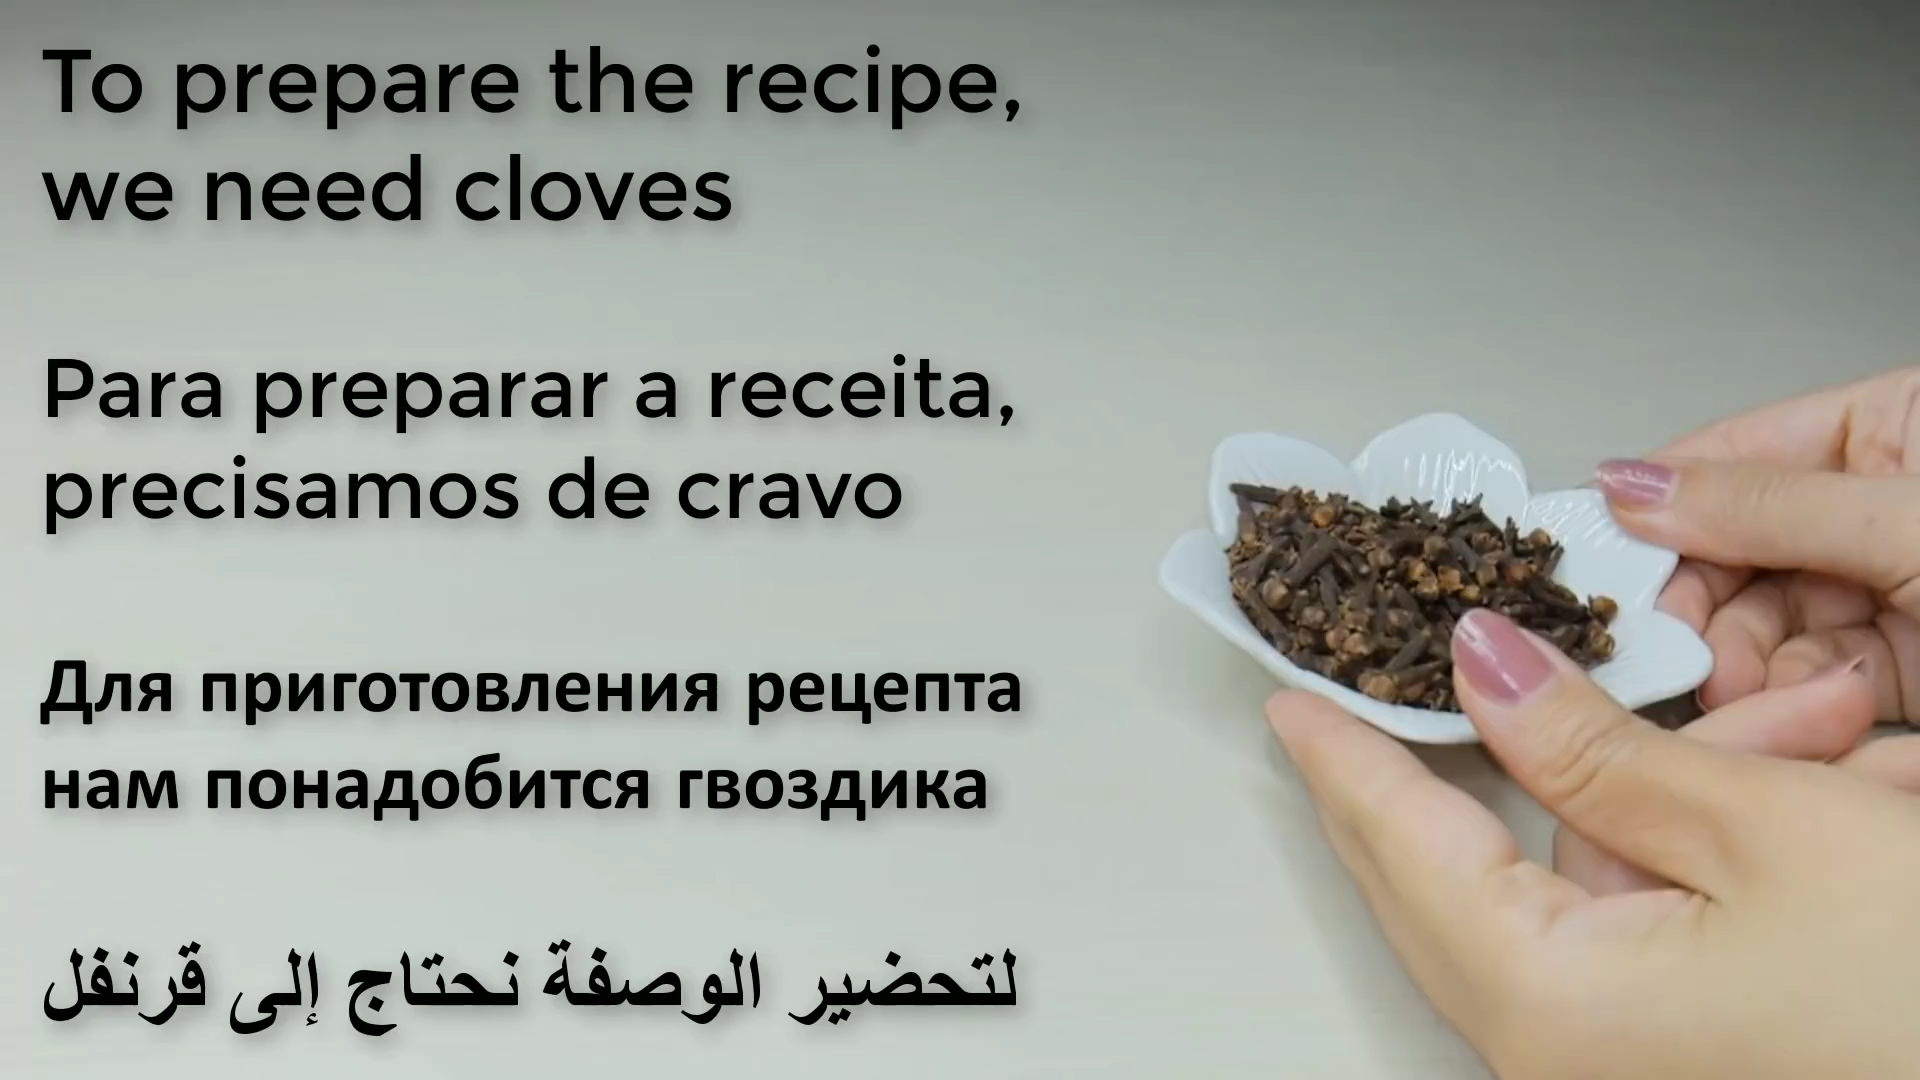 To prepare the recipe,
we need cloves
Para preparar a receita,
precisamos de cravo
Для приготовления рецепта
нам понадобится гвоздика
لتحضير الوصفة نحتاج إلى قرنفل